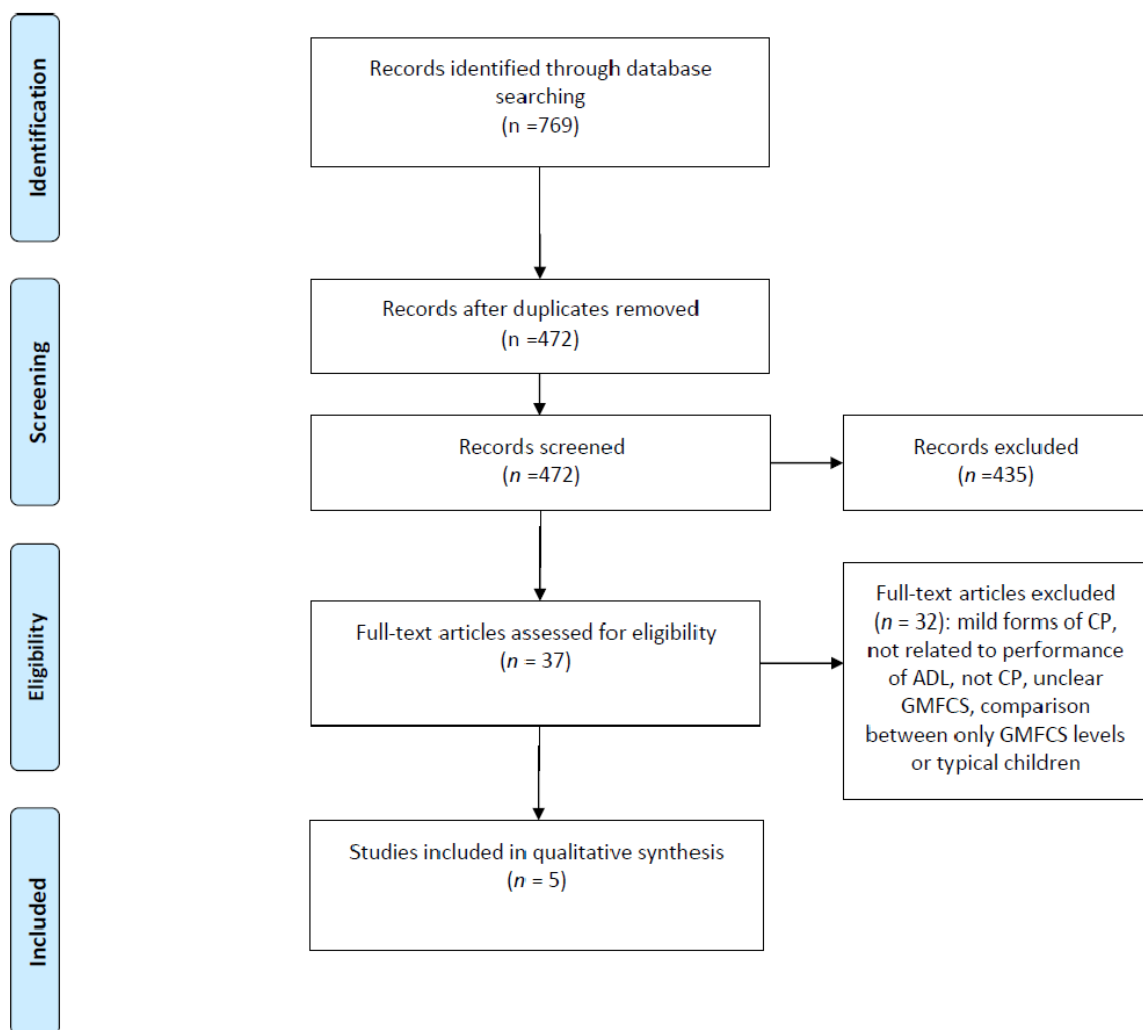 Identification
Records identified through database
searching
(n =769)
Screening
Records after duplicates removed
(n =472)
Records screened
(n =472)
Records excluded
(n =435)
Eligibility
Full-text articles assessed for eligibility
(n = 37)
Full-text articles excluded
(n = 32): mild forms of CP,
not related to performance
of ADL, not CP, unclear
GMFCS, comparison
between only GMFCS levels
or typical children
Included
Studies included in qualitative synthesis
(n = 5)